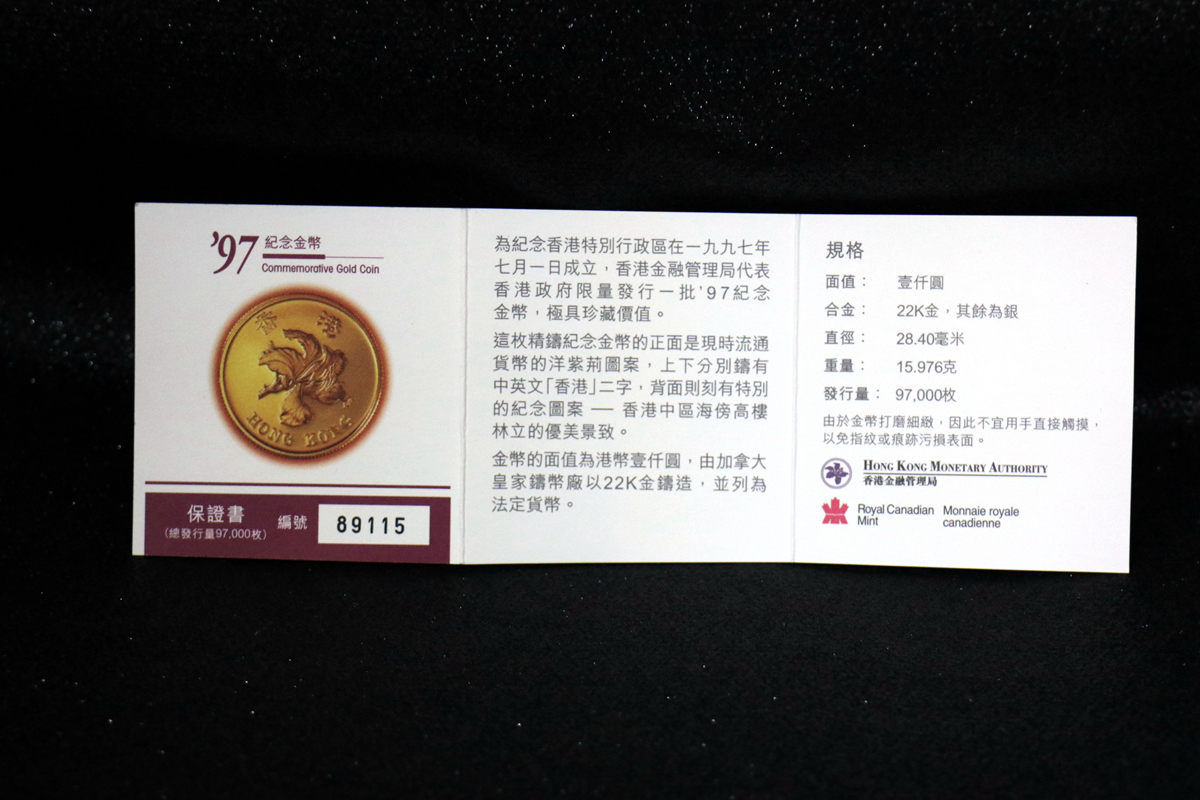 '97 紀念金幣
Commemorative Gold Coin
香港
HONG KONG
保證書
(總發行量97,000枚)
編號
89115
為紀念香港特別行政區在一九九七年
七月一日成立，香港金融管理局代表
香港政府限量發行一批'97紀念
金幣，極具珍藏價值。
這枚精鑄紀念金幣的正面是現時流通
貨幣的洋紫荊圖案，上下分別鑄有
中英文「香港」二字，背面則刻有特別
的紀念圖案 — 香港中區海傍高樓
林立的優美景致。
金幣的面值為港幣壹仟圓，由加拿大
皇家鑄幣廠以22K金鑄造，並列為
法定貨幣。
規格
面值： 壹仟圓
合金： 22K金，其餘為銀
直徑： 28.40毫米
重量： 15.976克
發行量： 97,000枚
由於金幣打磨細緻，因此不宜用手直接觸摸，
以免指紋或痕跡污損表面。
HONG KONG MONETARY AUTHORITY
香港金融管理局
Royal Canadian Monnaie royale
Mint canadienne